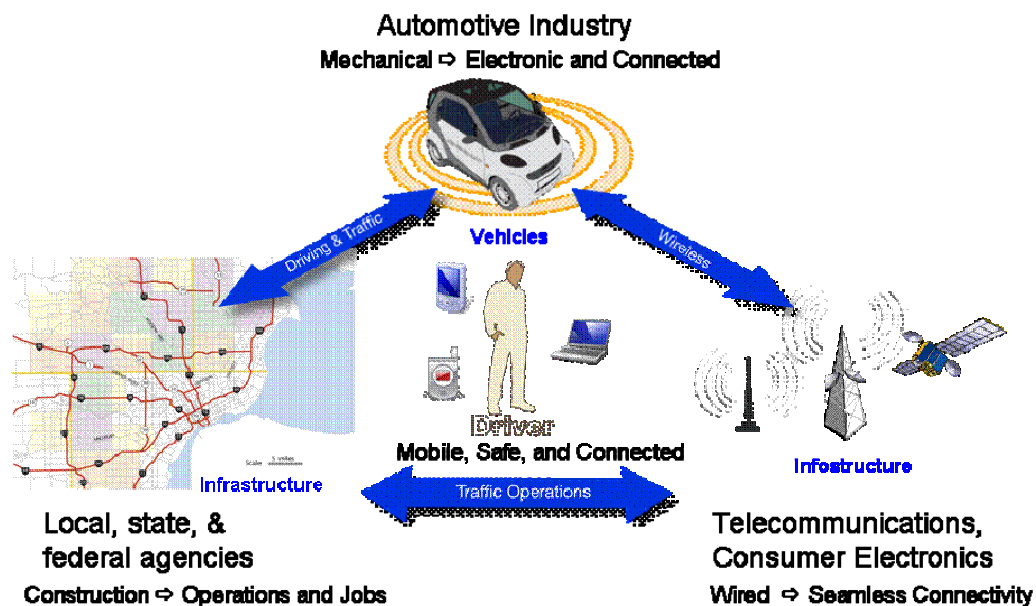 Automotive Industry
Mechanical ⇨ Electronic and Connected
Driving & Traffic
Vehicles
Wireless
Driver
Mobile, Safe, and Connected
Infrastructure
Infostructure
Traffic Operations
Local, state, &
federal agencies
Construction ⇨ Operations and Jobs
Telecommunications,
Consumer Electronics
Wired ⇨ Seamless Connectivity